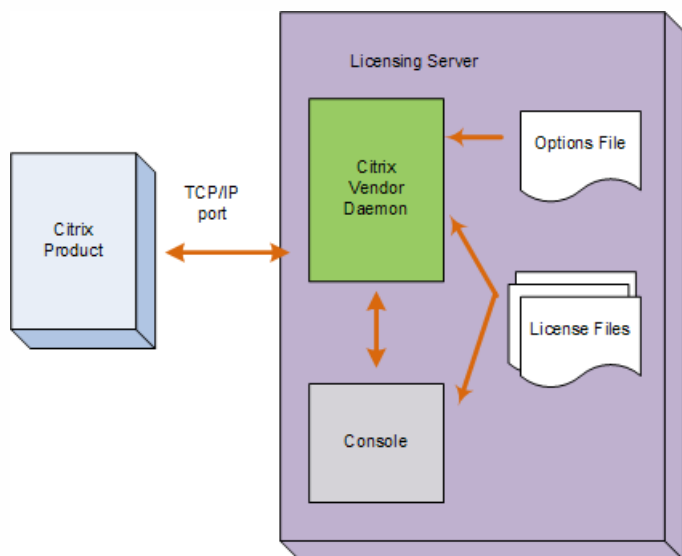 Licensing Server
Citrix
Vendor
Daemon
Options File
TCP/IP
port
Citrix
Product
License Files
Console